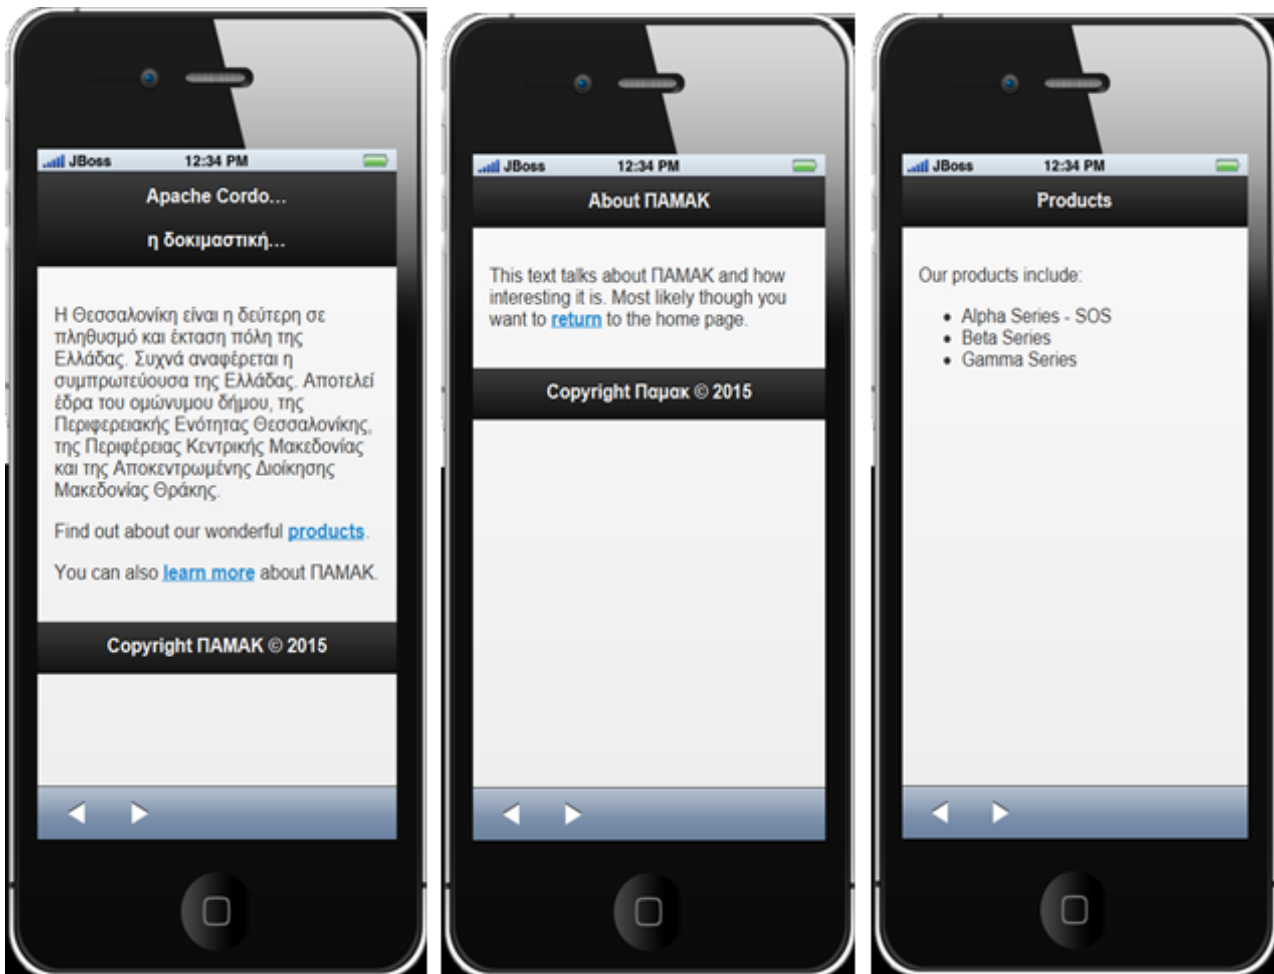 JBoss 12:34 PM
Apache Cordo...
η δοκιμαστική...
Η Θεσσαλονίκη είναι η δεύτερη σε
πληθυσμό και έκταση πόλη της
Ελλάδας. Συχνά αναφέρεται η
συμπρωτεύουσα της Ελλάδας. Αποτελεί
έδρα του ομώνυμου δήμου, της
Περιφερειακής Ενότητας Θεσσαλονίκης,
της Περιφέρειας Κεντρικής Μακεδονίας
και της Αποκεντρωμένης Διοίκησης
Μακεδονίας Θράκης.
Find out about our wonderful products.
You can also learn more about ΠΑΜΑΚ.
Copyright ΠΑΜΑΚ © 2015
JBoss 12:34 PM
About ΠΑΜΑΚ
This text talks about ΠΑΜΑΚ and how
interesting it is. Most likely though you
want to return to the home page.
Copyright Παμακ © 2015
JBoss 12:34 PM
Products
Our products include:
• Alpha Series - SOS
• Beta Series
• Gamma Series